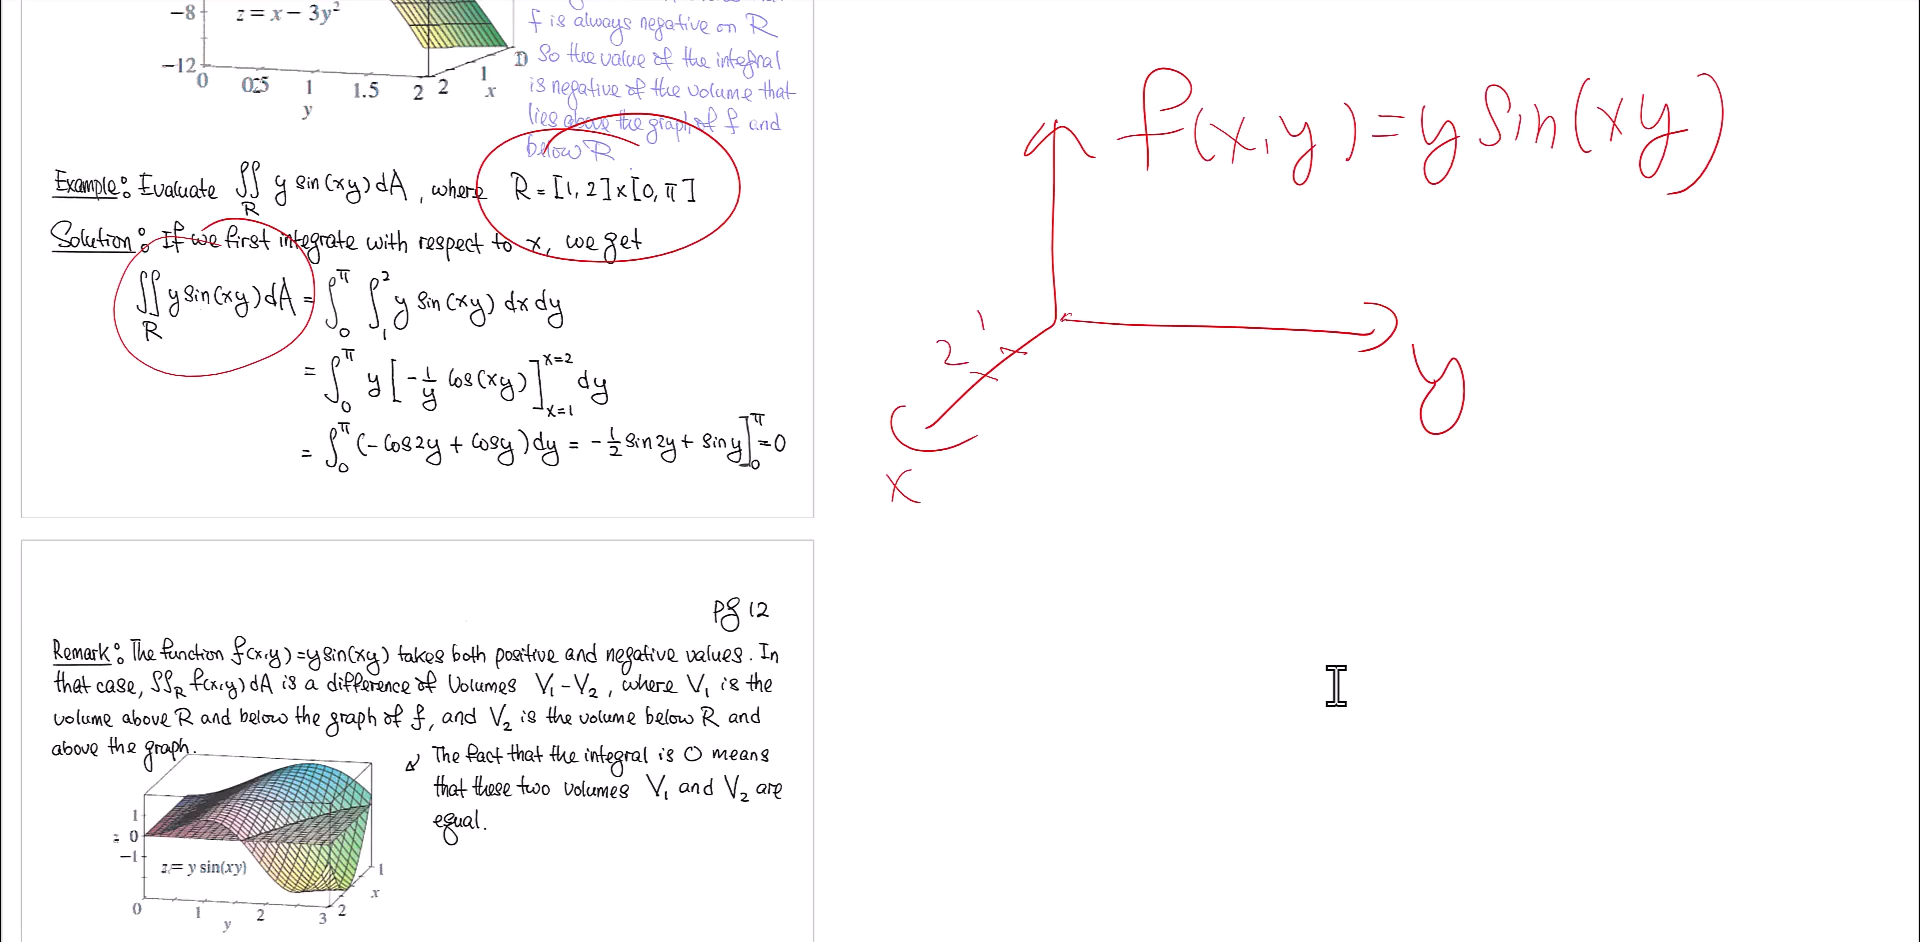 -8
z = x - 3y²
-12
0 0.5 1 1.5 2 2 1 x
y
f is always negative on R
So the value of the integral
is negative of the volume that
lies above the graph of f and
below R
Example: Evaluate ∬_R y sin(xy) dA, where R = [1,2]×[0,π]
Solution: If we first integrate with respect to x, we get
∬_R y sin(xy) dA = ∫_0^π ∫_1^2 y sin(xy) dx dy
= ∫_0^π y [-1/y cos(xy)]_{x=1}^{x=2} dy
= ∫_0^π (-cos2y + cosy) dy = -1/2 sin2y + siny]_0^π = 0
pg 12
Remark: The function f(x,y)=y sin(xy) takes both positive and negative values. In
that case, ∬_R f(x,y) dA is a difference of volumes V₁-V₂, where V₁ is the
volume above R and below the graph of f, and V₂ is the volume below R and
above the graph.
The fact that the integral is 0 means
that these two volumes V₁ and V₂ are
equal.
1
z 0
-1
z = y sin(xy)
0 1 2 3 2 1
y
x
f(x,y)=y sin(xy)
1
2
y
x